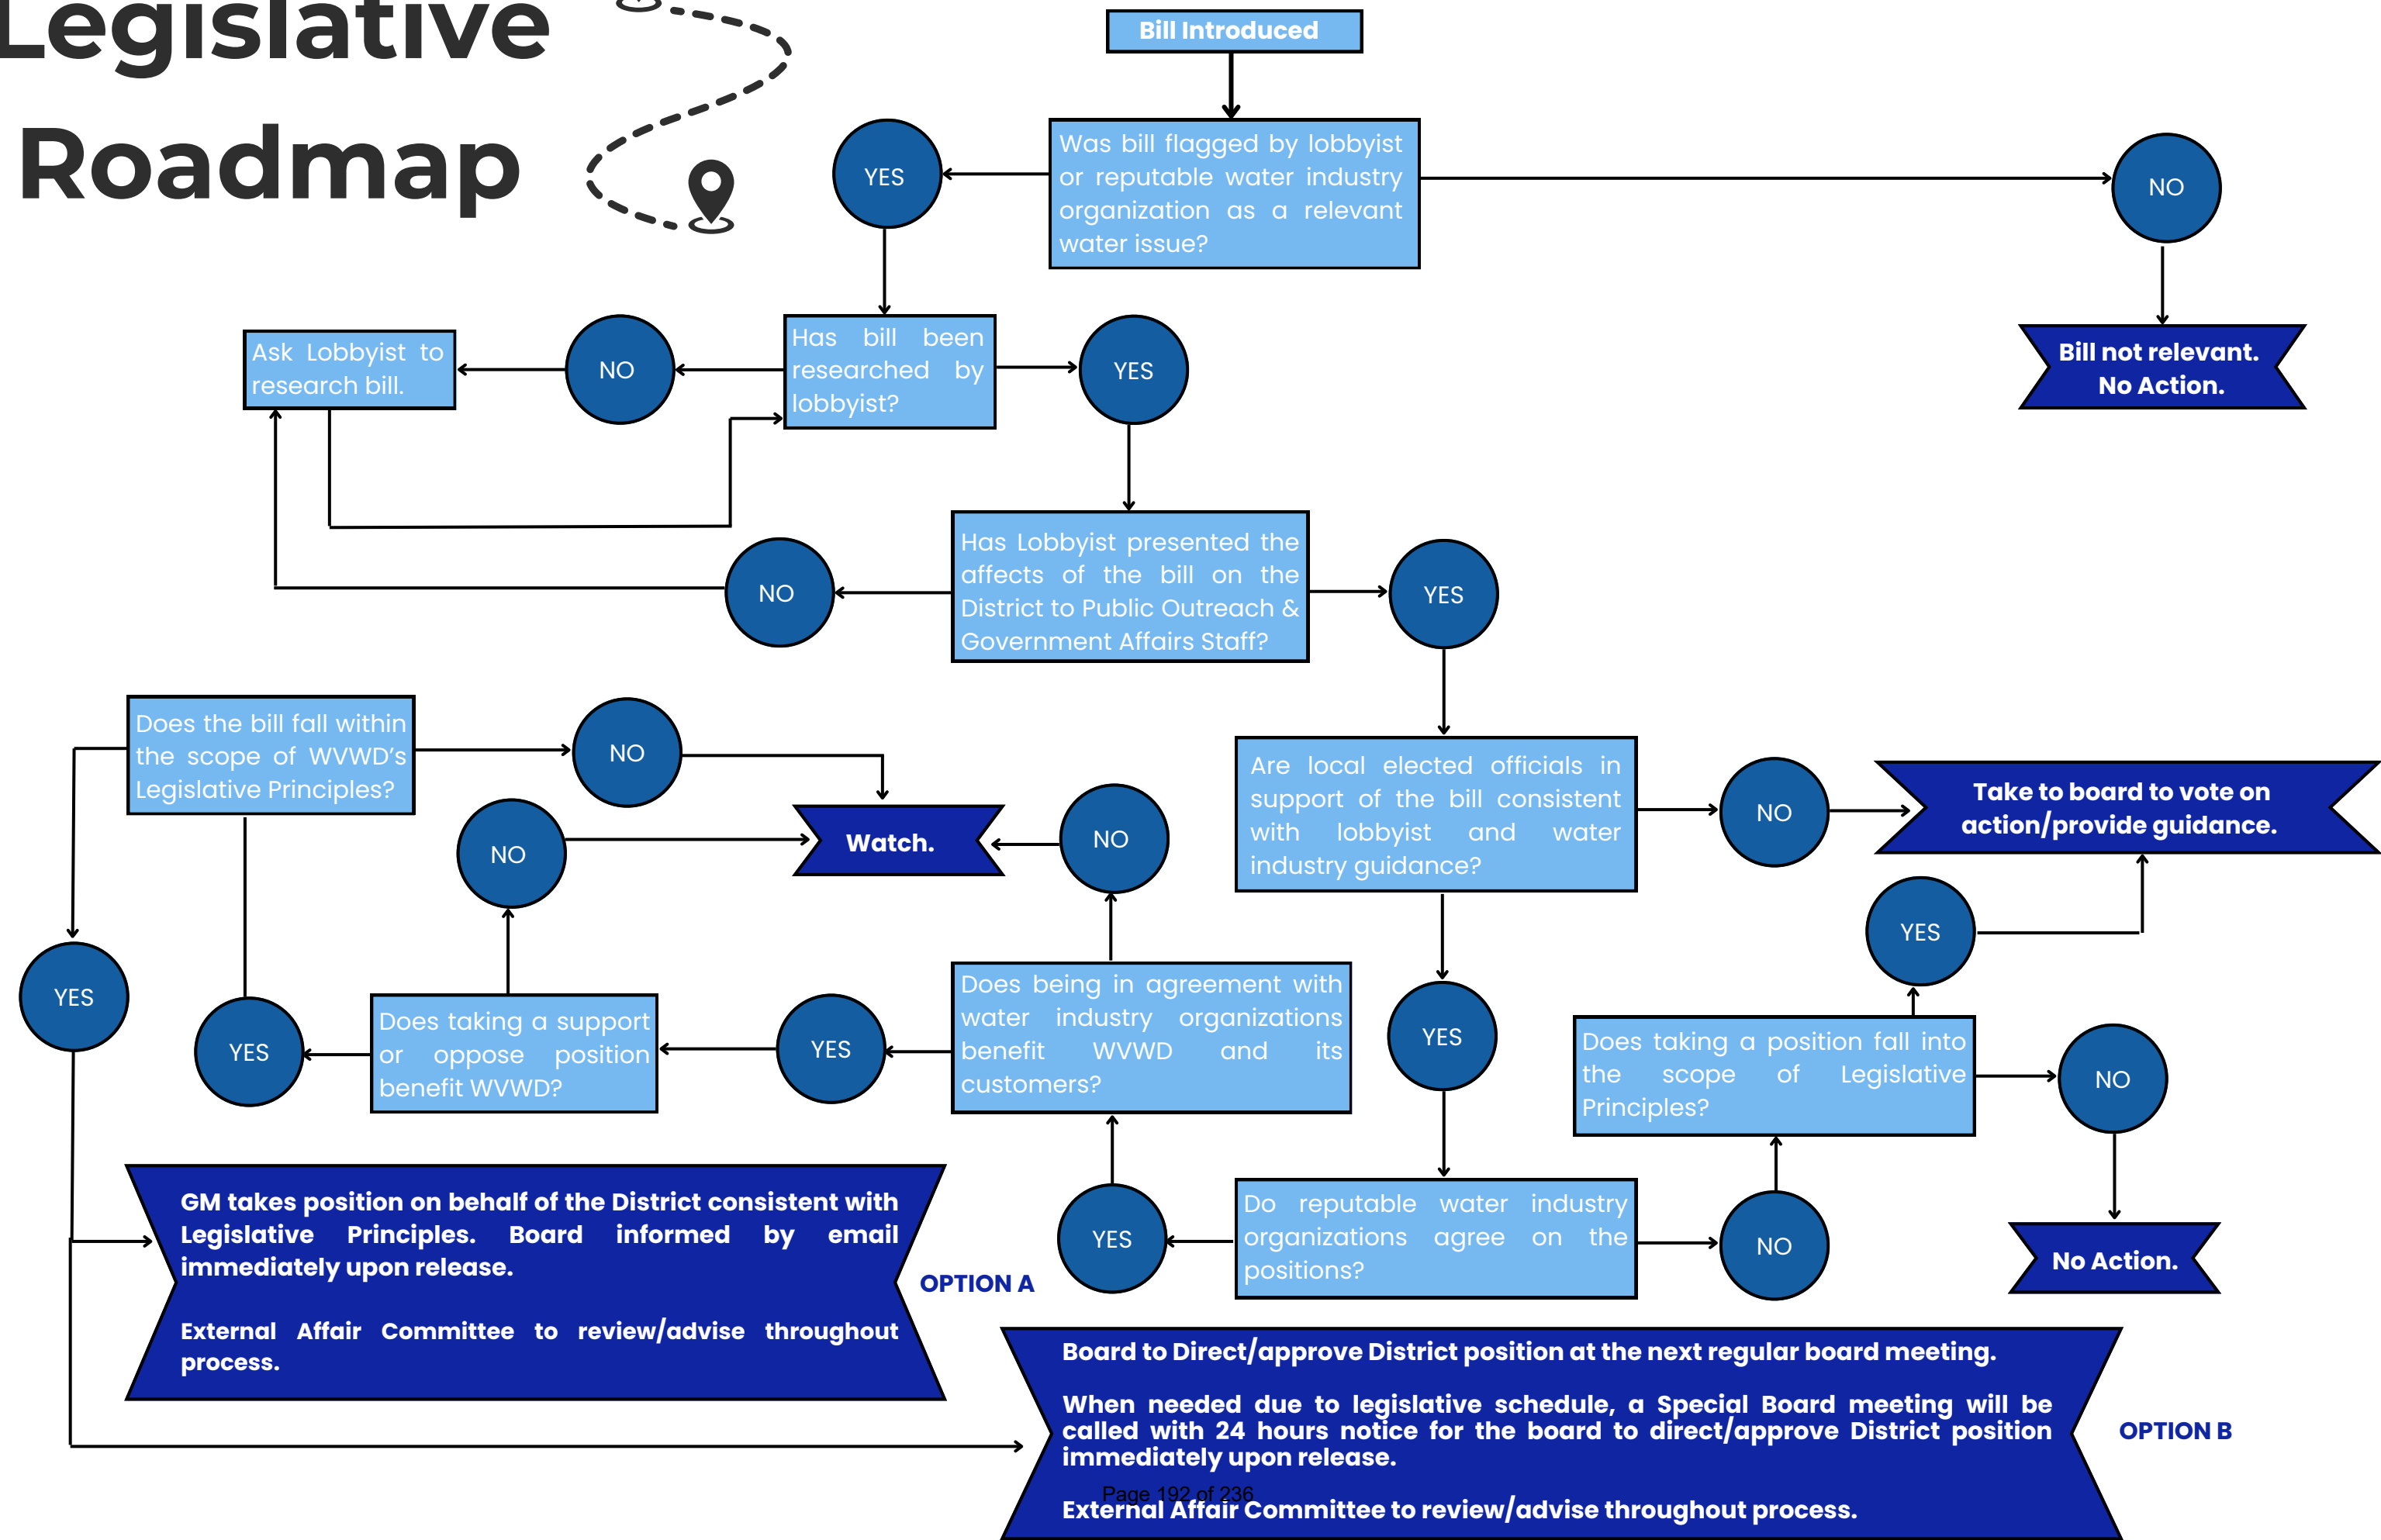 Legislative
Roadmap
Bill Introduced
Was bill flagged by lobbyist
or reputable water industry
organization as a relevant
water issue?
YES
NO
Bill not relevant.
No Action.
Has bill been
researched by
lobbyist?
NO
YES
Ask Lobbyist to
research bill.
Has Lobbyist presented the
affects of the bill on the
District to Public Outreach &
Government Affairs Staff?
NO
YES
Are local elected officials in
support of the bill consistent
with lobbyist and water
industry guidance?
NO
Take to board to vote on
action/provide guidance.
YES
Do reputable water industry
organizations agree on the
positions?
NO
Does taking a position fall into
the scope of Legislative
Principles?
YES
NO
No Action.
YES
Does being in agreement with
water industry organizations
benefit WVWD and its
customers?
NO
Watch.
YES
Does taking a support
or oppose position
benefit WVWD?
NO
YES
Does the bill fall within
the scope of WVWD’s
Legislative Principles?
NO
YES
GM takes position on behalf of the District consistent with
Legislative Principles. Board informed by email
immediately upon release.
External Affair Committee to review/advise throughout
process.
OPTION A
Board to Direct/approve District position at the next regular board meeting.
When needed due to legislative schedule, a Special Board meeting will be
called with 24 hours notice for the board to direct/approve District position
immediately upon release.
External Affair Committee to review/advise throughout process.
OPTION B
Page 192 of 236